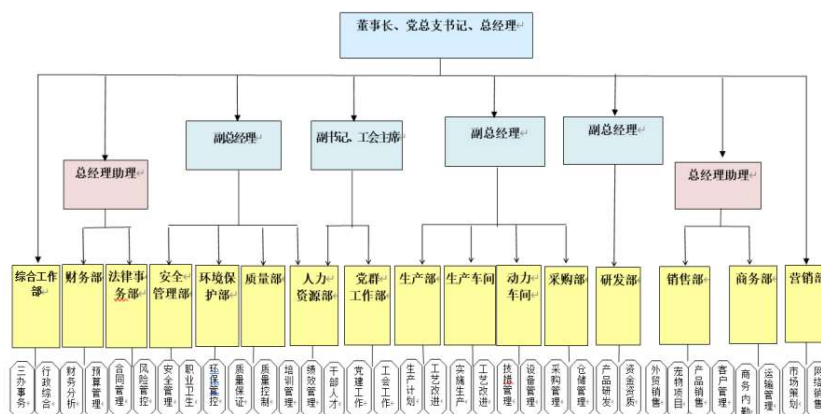 董事长、党总支书记、总经理
副总经理
副书记、工会主席
副总经理
副总经理
总经理助理
总经理助理
综合工作部
财务部
法律事务部
安全管理部
环境保护部
质量部
人力资源部
党群工作部
生产部
生产车间
动力车间
采购部
研发部
销售部
商务部
营销部
三办事务
行政综合
财务分析
预算管理
合同管理
风险管控
安全管理
职业卫生
环保管控
质量保证
质量控制
培训管理
绩效管理
干部人才
党建工作
工会工作
生产计划
工艺改进
实施生产
工艺改进
技措管理
设备管理
采购管理
仓储管理
产品研发
资金资质
外贸销售
宠物项目
产品销售
客户管理
商务内勤
运输管理
市场策划
网络销售